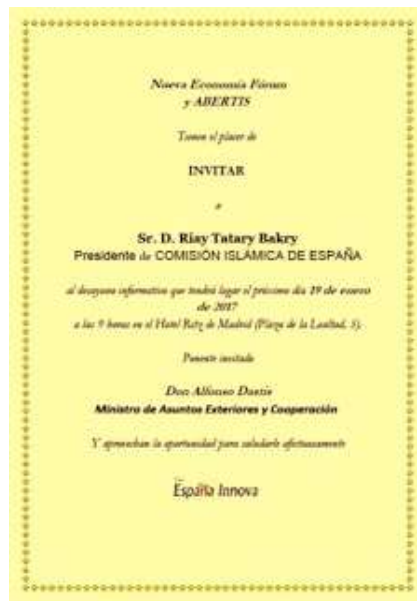 Nueva Economía Fórum
y ABERTIS
Tienen el placer de
INVITAR
a
Sr. D. Riay Tatary Bakry
Presidente de COMISIÓN ISLÁMICA DE ESPAÑA
al desayuno informativo que tendrá lugar el próximo día 19 de enero
de 2017
a las 9 horas en el Hotel Ritz de Madrid (Plaza de la Lealtad, 5).
Ponente invitado
Don Alfonso Dastis
Ministro de Asuntos Exteriores y Cooperación
Y aprovechan la oportunidad para saludarle afectuosamente
España Innova